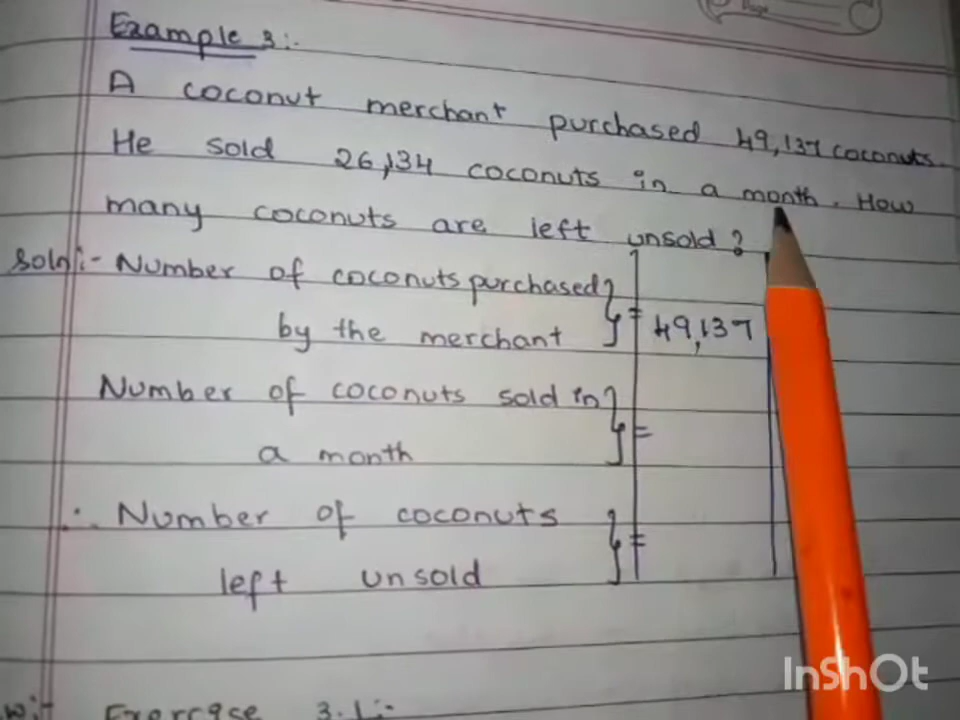 Example 3:-
A coconut merchant purchased 49,137 coconuts.
He sold 26,134 coconuts in a month. How
many coconuts are left unsold?
Soln:- Number of coconuts purchased
by the merchant } = 49,137
Number of coconuts sold in
a month } =
∴ Number of coconuts
left unsold } =
Exercise 3.1:-
InShOt